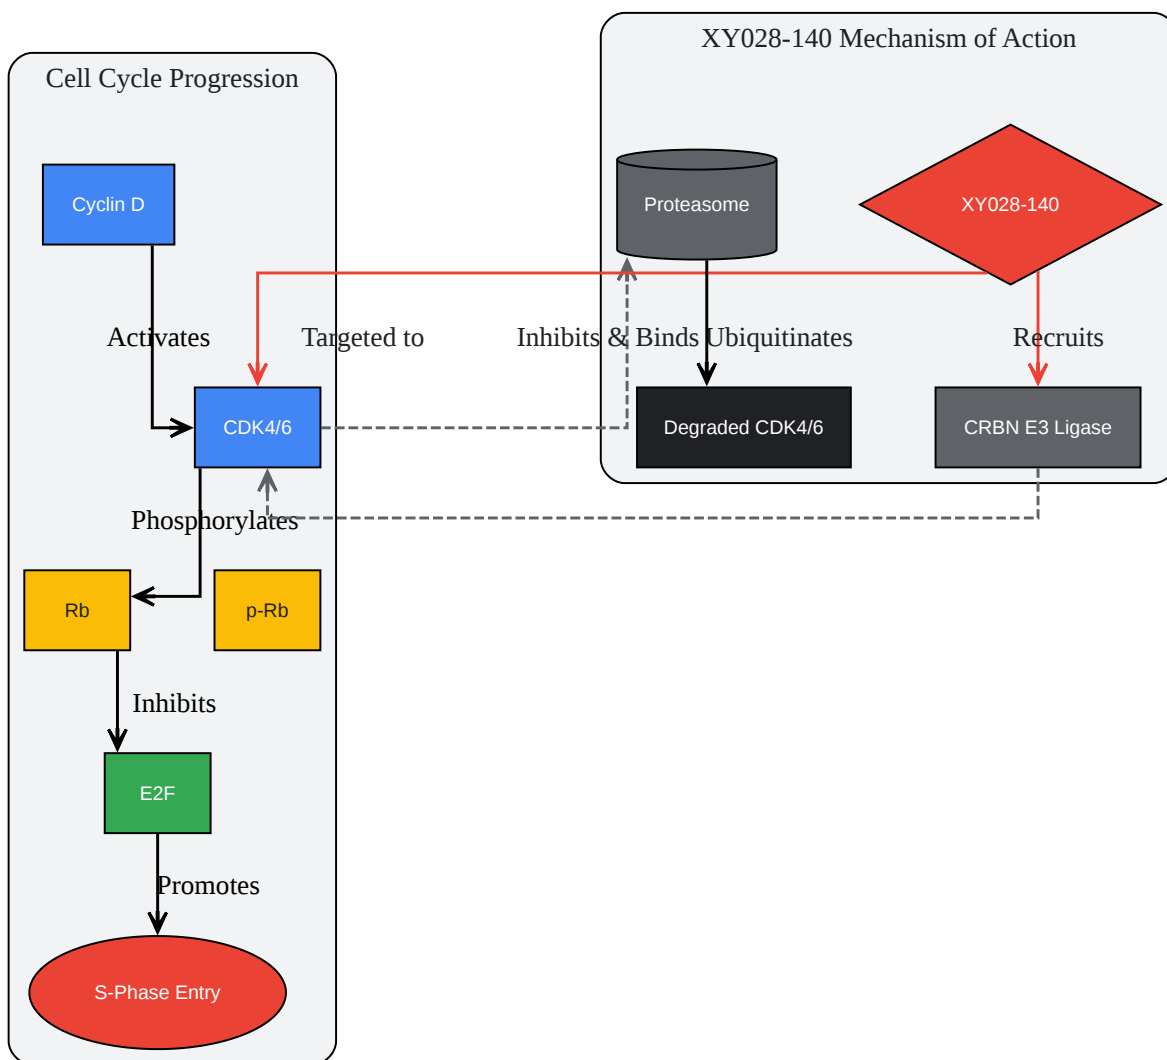 XY028-140 Mechanism of Action
Cell Cycle Progression
Cyclin D
Proteasome
XY028-140
Activates
Targeted to
Inhibits & Binds
Ubiquitinates
Recruits
CDK4/6
Degraded CDK4/6
CRBN E3 Ligase
Phosphorylates
Rb
p-Rb
Inhibits
E2F
Promotes
S-Phase Entry